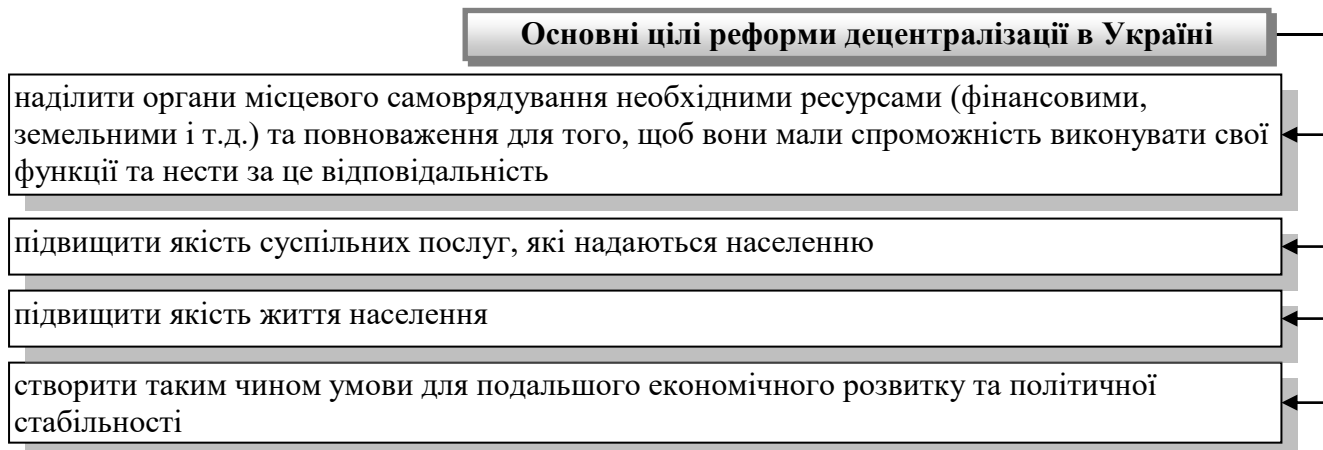 Основні цілі реформи децентралізації в Україні
наділити органи місцевого самоврядування необхідними ресурсами (фінансовими,
земельними і т.д.) та повноваження для того, щоб вони мали спроможність виконувати свої
функції та нести за це відповідальність
підвищити якість суспільних послуг, які надаються населенню
підвищити якість життя населення
створити таким чином умови для подальшого економічного розвитку та політичної
стабільності